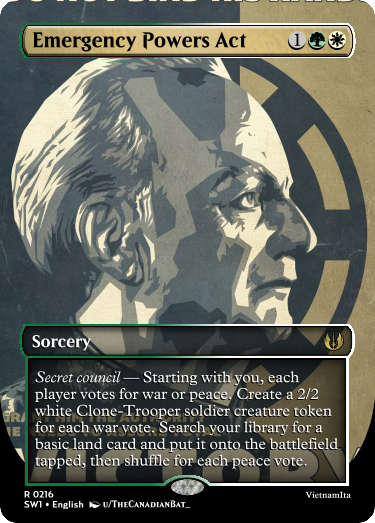 Emergency Powers Act 1
Sorcery
Secret council — Starting with you, each
player votes for war or peace. Create a 2/2
white Clone-Trooper soldier creature token
for each war vote. Search your library for a
basic land card and put it onto the battlefield
tapped, then shuffle for each peace vote.
R 0216
SW1 • English u/TheCanadianBat_
VietnamIta